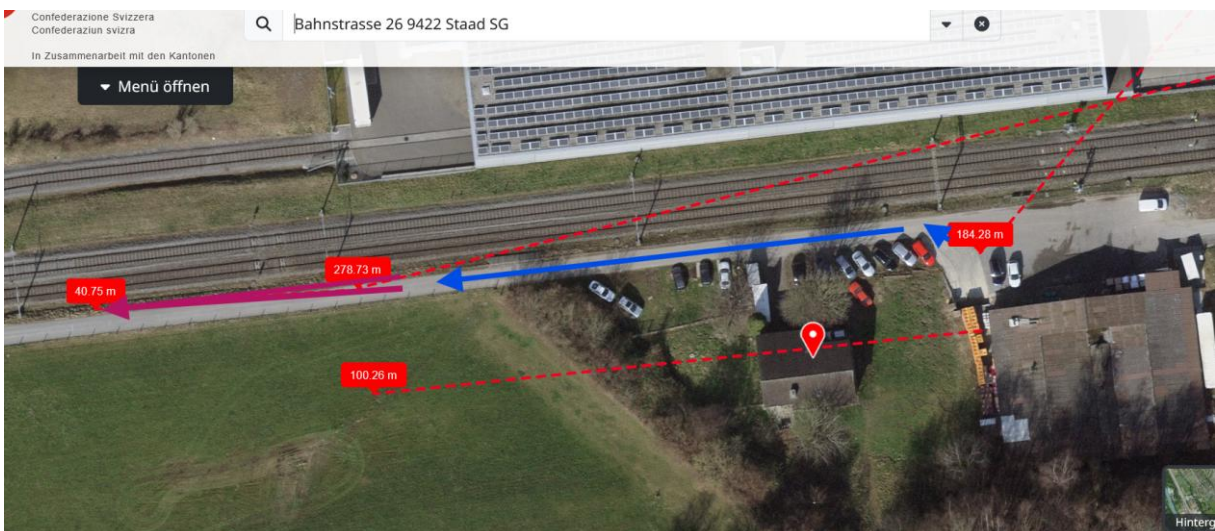 Confederazione Svizzera
Confederaziun svizra
Bahnstrasse 26 9422 Staad SG
In Zusammenarbeit mit den Kantonen
Menü öffnen
184.28 m
278.73 m
40.75 m
100.26 m
Hinterg